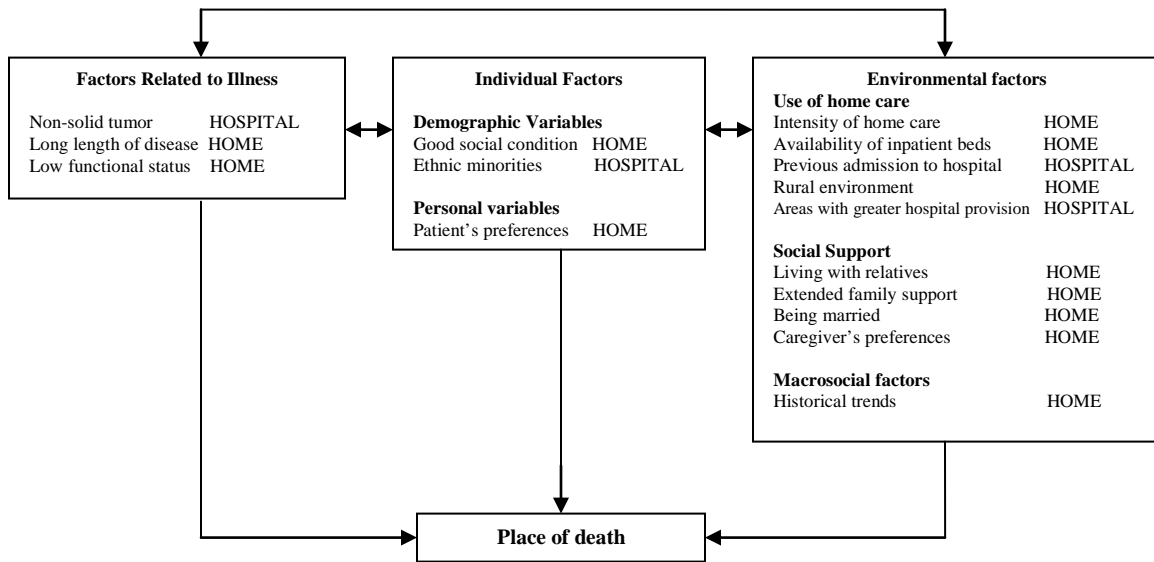 Factors Related to Illness
Non-solid tumor HOSPITAL
Long length of disease HOME
Low functional status HOME
Individual Factors
Demographic Variables
Good social condition HOME
Ethnic minorities HOSPITAL
Personal variables
Patient's preferences HOME
Environmental factors
Use of home care
Intensity of home care HOME
Availability of inpatient beds HOME
Previous admission to hospital HOSPITAL
Rural environment HOME
Areas with greater hospital provision HOSPITAL
Social Support
Living with relatives HOME
Extended family support HOME
Being married HOME
Caregiver's preferences HOME
Macrosocial factors
Historical trends HOME
Place of death